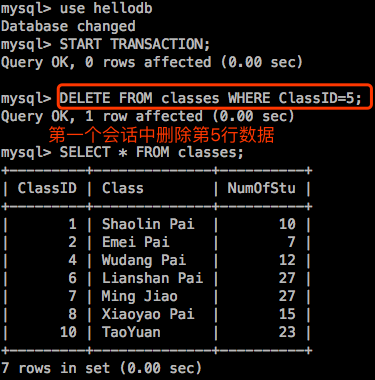 mysql> use hellodb
Database changed
mysql> START TRANSACTION;
Query OK, 0 rows affected (0.00 sec)
mysql> DELETE FROM classes WHERE ClassID=5;
Query OK, 1 row affected (0.00 sec)
第一个会话中删除第5行数据
mysql> SELECT * FROM classes;
+---------+--------------+----------+
| ClassID | Class        | NumOfStu |
+---------+--------------+----------+
|       1 | Shaolin Pai  |       10 |
|       2 | Emei Pai     |        7 |
|       4 | Wudang Pai   |       12 |
|       6 | Lianshan Pai |       27 |
|       7 | Ming Jiao    |       27 |
|       8 | Xiaoyao Pai  |       15 |
|      10 | TaoYuan      |       23 |
+---------+--------------+----------+
7 rows in set (0.00 sec)